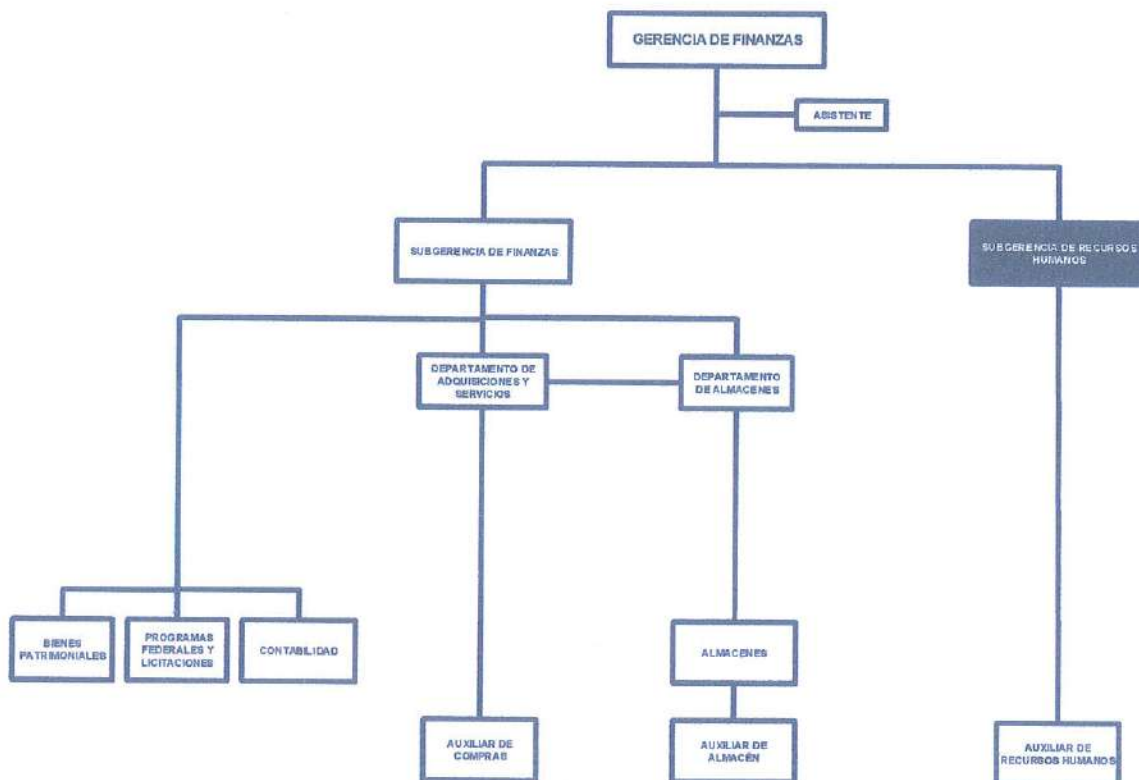 GERENCIA DE FINANZAS
ASISTENTE
SUBGERENCIA DE FINANZAS
SUBGERENCIA DE RECURSOS
HUMANOS
DEPARTAMENTO DE
ADQUISICIONES Y
SERVICIOS
DEPARTAMENTO
DE ALMACENES
BIENES
PATRIMONIALES
PROGRAMAS
FEDERALES Y
LICITACIONES
CONTABILIDAD
ALMACENES
AUXILIAR DE
COMPRAS
AUXILIAR DE
ALMACÉN
AUXILIAR DE
RECURSOS HUMANOS